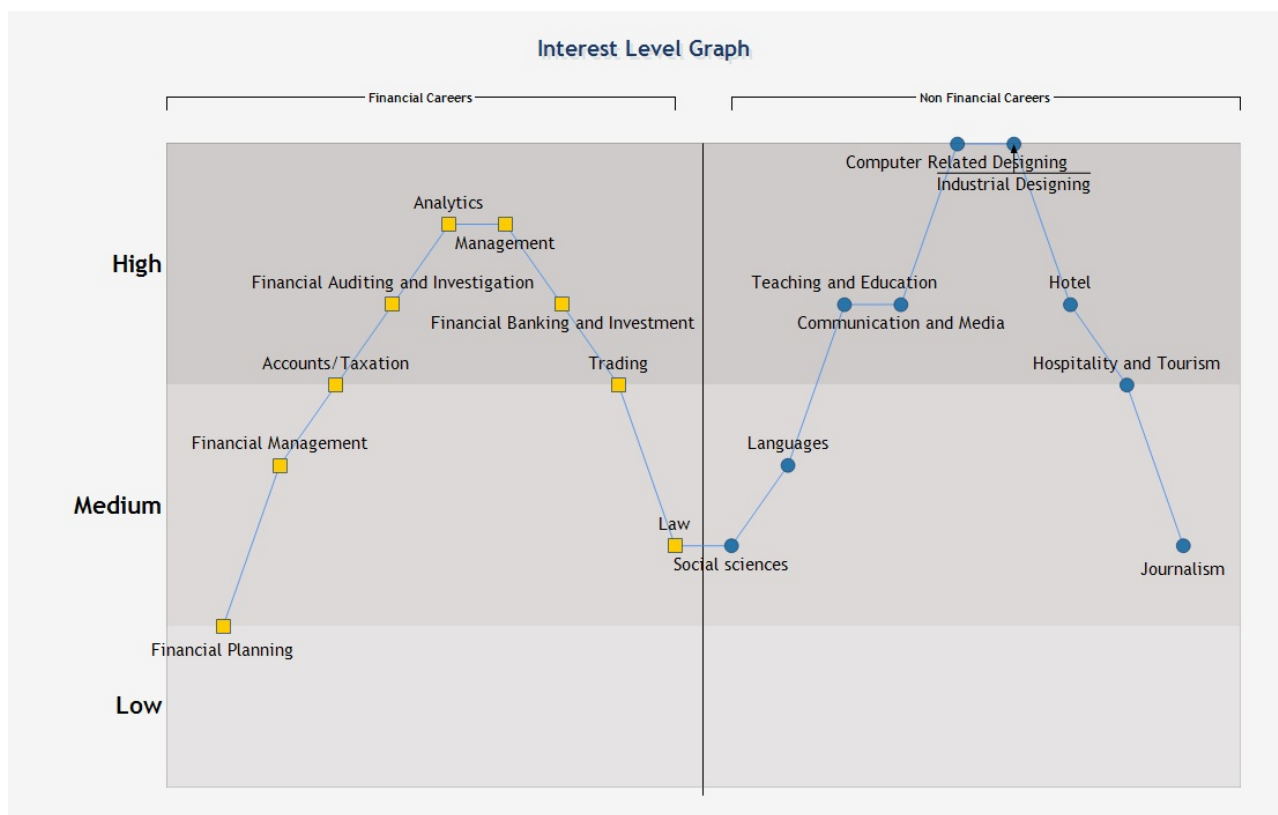 Interest Level Graph
Financial Careers
Non Financial Careers
Computer Related Designing
Industrial Designing
Analytics
Management
High
Financial Auditing and Investigation
Teaching and Education
Hotel
Financial Banking and Investment
Communication and Media
Accounts/Taxation
Trading
Hospitality and Tourism
Financial Management
Languages
Medium
Law
Social sciences
Journalism
Financial Planning
Low